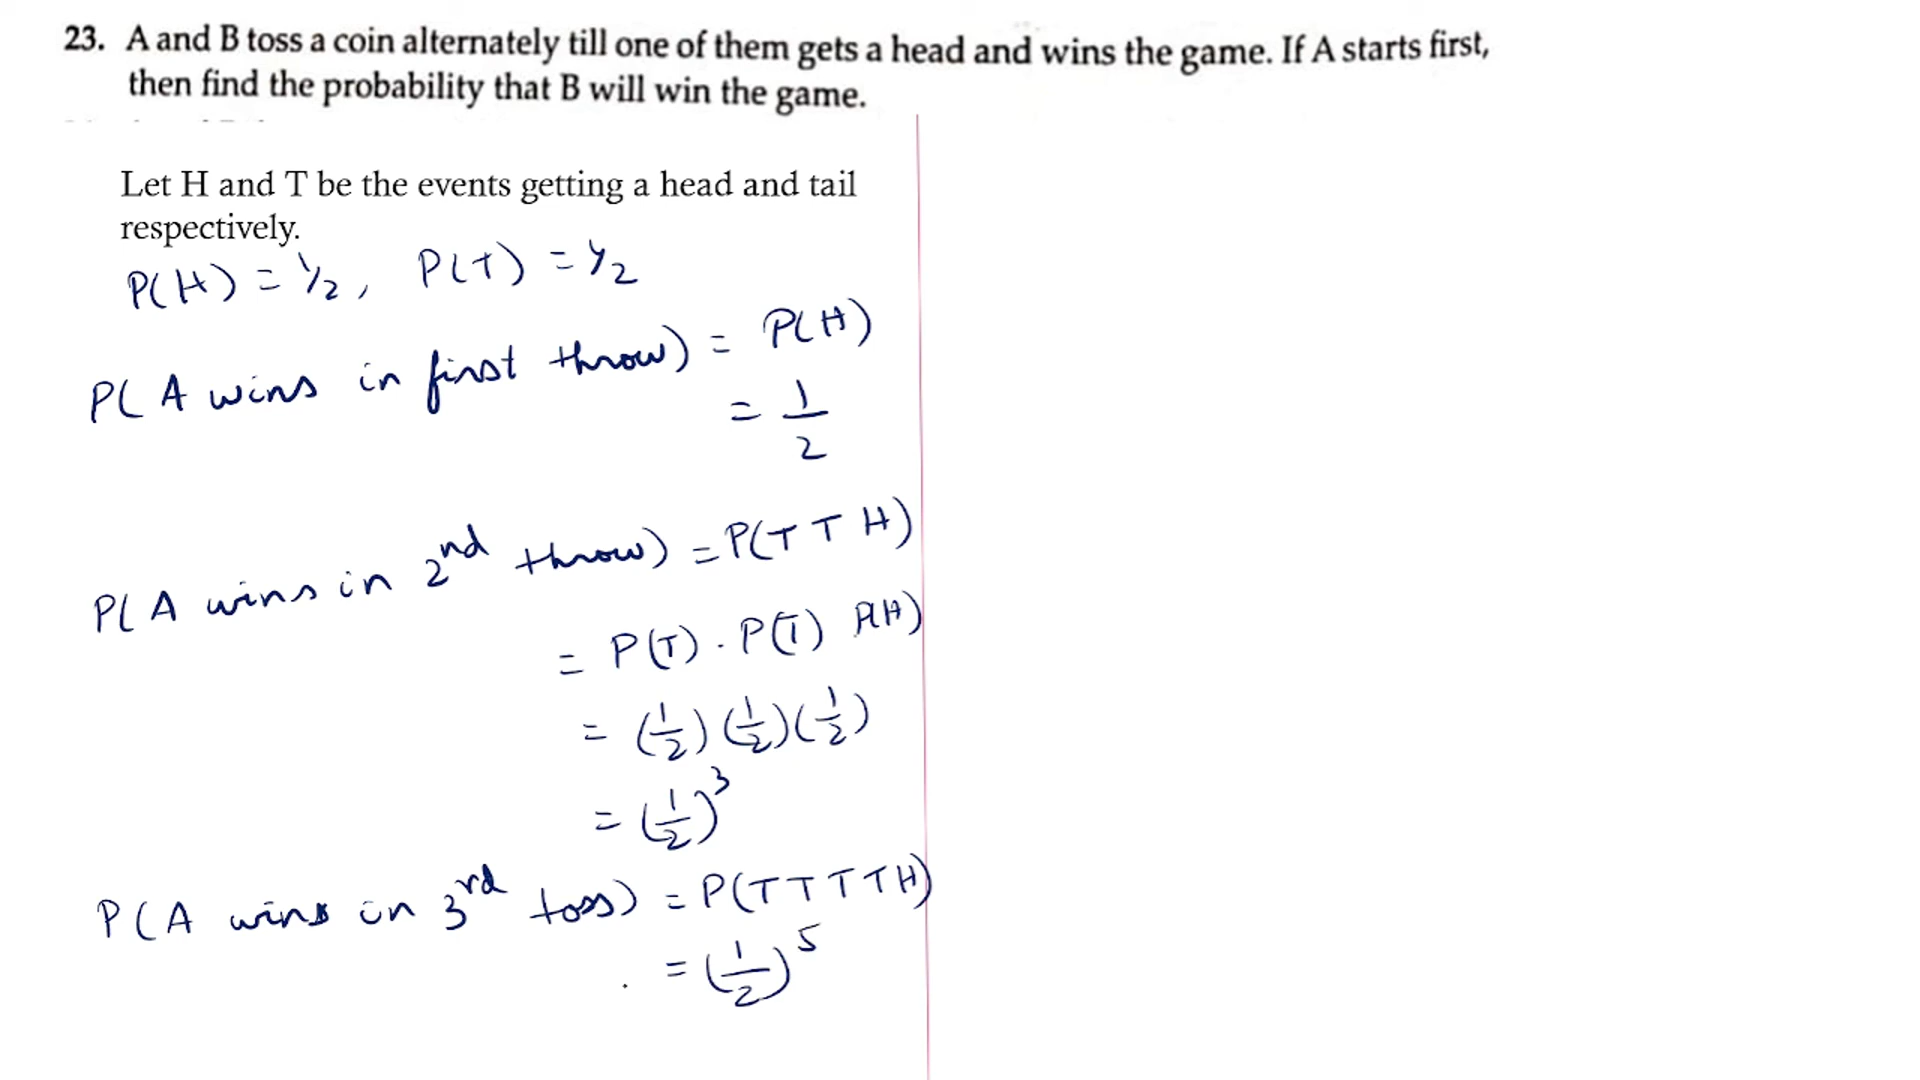 23. A and B toss a coin alternately till one of them gets a head and wins the game. If A starts first,
then find the probability that B will win the game.
Let H and T be the events getting a head and tail
respectively.
P(H) = 1/2, P(T) = 1/2
P(A wins in first throw) = P(H)
= 1/2
P(A wins in 2nd throw) = P(T T H)
= P(T) . P(T) P(H)
= (1/2) (1/2) (1/2)
= (1/2)^3
P(A wins in 3rd toss) = P(T T T T H)
= (1/2)^5